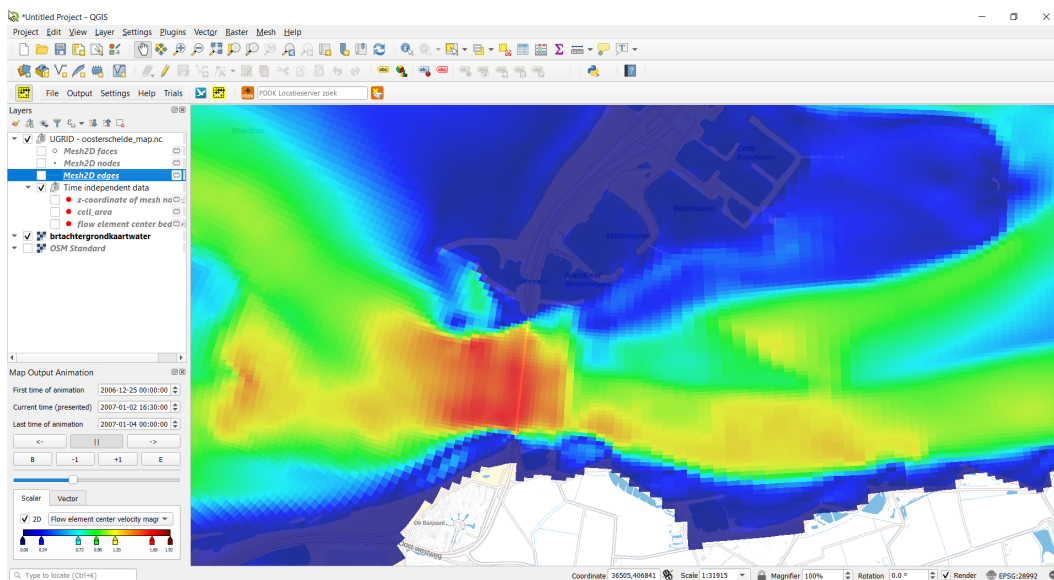 *Untitled Project - QGIS
Project Edit View Layer Settings Plugins Vector Raster Mesh Help
File Output Settings Help Trials
PDOK Locatieserver zoek
Layers
UGRID - oosterschelde_map.nc
Mesh2D faces
Mesh2D nodes
Mesh2D edges
Time independent data
z-coordinate of mesh no
cell_area
flow element center bed
brtachtergrondkaartwater
OSM Standard
Map Output Animation
First time of animation 2006-12-25 00:00:00
Current time (presented) 2007-01-02 16:30:00
Last time of animation 2007-01-04 00:00:00
<- || ->
B -1 +1 E
Scalar Vector
2D Flow element center velocity magr
0.00 0.24 0.72 0.96 1.20 1.68 1.92
Noordzee
Delta
Mattenhaven
Noordland
Binnenhaven
De Banjaard
Type to locate (Ctrl+K)
Coordinate 36505,406841 Scale 1:31915 Magnifier 100% Rotation 0.0 ° Render EPSG:28992